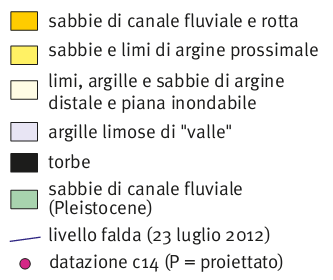 sabbie di canale fluviale e rotta
sabbie e limi di argine prossimale
limi, argille e sabbie di argine
distale e piana inondabile
argille limose di "valle"
torbe
sabbie di canale fluviale
(Pleistocene)
livello falda (23 luglio 2012)
datazione c14 (P = proiettato)